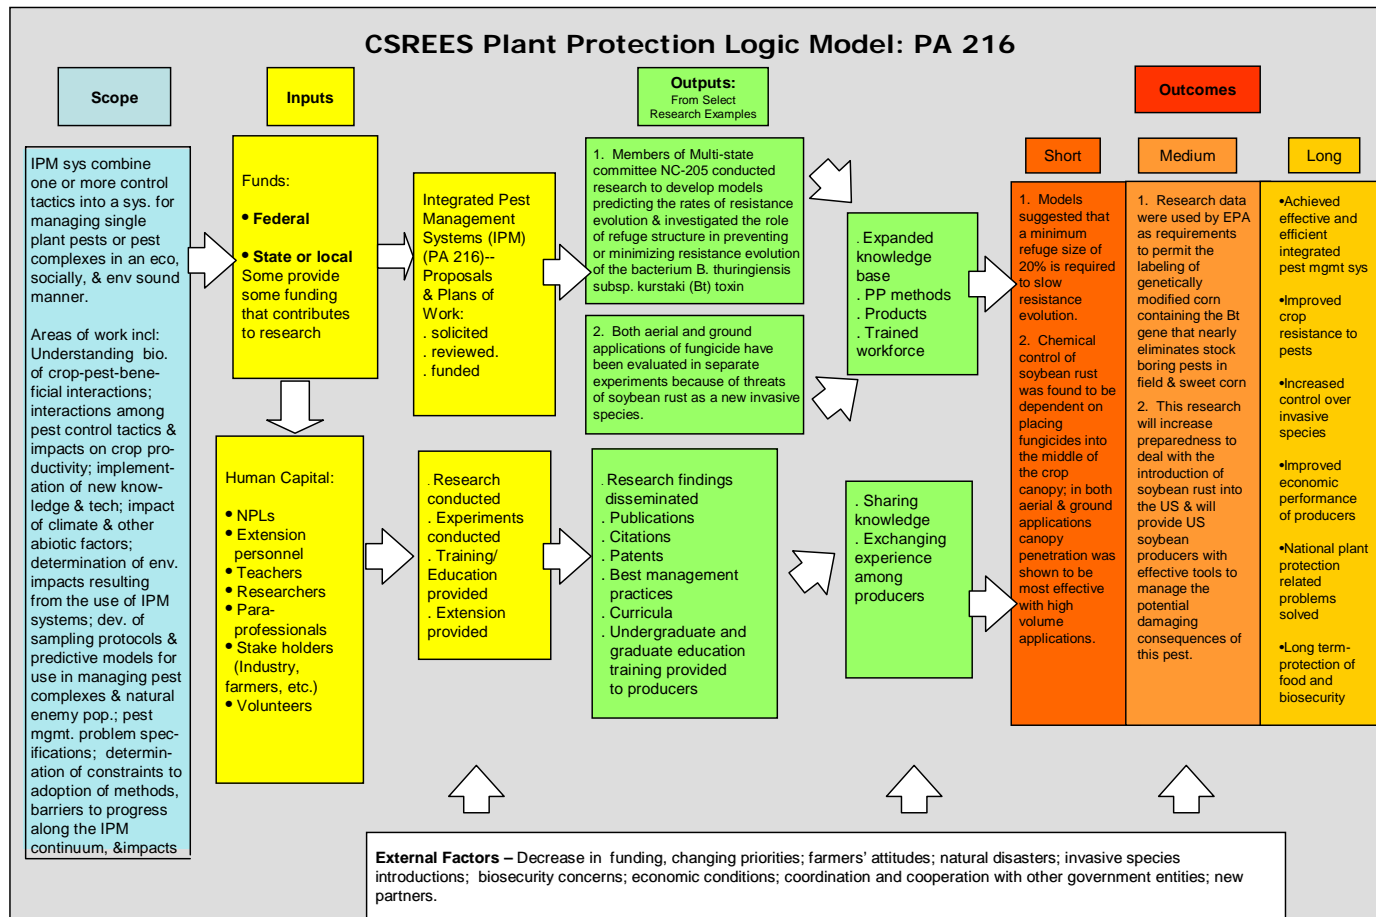 CSREES Plant Protection Logic Model: PA 216
Scope
IPM sys combine
one or more control
tactics into a sys. for
managing single
plant pests or pest
complexes in an eco,
socially, & env sound
manner.
Areas of work incl:
Understanding bio.
of crop-pest-bene-
ficial interactions;
interactions among
pest control tactics &
impacts on crop pro-
ductivity; implement-
ation of new know-
ledge & tech; impact
of climate & other
abiotic factors;
determination of env.
impacts resulting
from the use of IPM
systems; dev. of
sampling protocols &
predictive models for
use in managing pest
complexes & natural
enemy pop.; pest
mgmt. problem spec-
ifications; determin-
ation of constraints to
adoption of methods,
barriers to progress
along the IPM
continuum, &impacts
Inputs
Funds:
• Federal
• State or local
Some provide
some funding
that contributes
to research
Human Capital:
• NPLs
• Extension
personnel
• Teachers
• Researchers
• Para-
professionals
• Stake holders
(Industry,
farmers, etc.)
• Volunteers
Integrated Pest
Management
Systems (IPM)
(PA 216)--
Proposals
& Plans of
Work:
. solicited
. reviewed.
. funded
. Research
conducted
. Experiments
conducted
. Training/
Education
provided
. Extension
provided
Outputs:
From Select
Research Examples
1. Members of Multi-state
committee NC-205 conducted
research to develop models
predicting the rates of resistance
evolution & investigated the role
of refuge structure in preventing
or minimizing resistance evolution
of the bacterium B. thuringiensis
subsp. kurstaki (Bt) toxin
2. Both aerial and ground
applications of fungicide have
been evaluated in separate
experiments because of threats
of soybean rust as a new invasive
species.
. Research findings
disseminated
. Publications
. Citations
. Patents
. Best management
practices
. Curricula
. Undergraduate and
graduate education
training provided
to producers
. Expanded
knowledge
base
. PP methods
. Products
. Trained
workforce
. Sharing
knowledge
. Exchanging
experience
among
producers
Outcomes
Short
1. Models
suggested that
a minimum
refuge size of
20% is required
to slow
resistance
evolution.
2. Chemical
control of
soybean rust
was found to be
dependent on
placing
fungicides into
the middle of
the crop
canopy; in both
aerial & ground
applications
canopy
penetration was
shown to be
most effective
with high
volume
applications.
Medium
1. Research data
were used by EPA
as requirements
to permit the
labeling of
genetically
modified corn
containing the Bt
gene that nearly
eliminates stock
boring pests in
field & sweet corn
2. This research
will increase
preparedness to
deal with the
introduction of
soybean rust into
the US & will
provide US
soybean
producers with
effective tools to
manage the
potential
damaging
consequences of
this pest.
Long
•Achieved
effective and
efficient
integrated
pest mgmt sys
•Improved
crop
resistance to
pests
•Increased
control over
invasive
species
•Improved
economic
performance
of producers
•National plant
protection
related
problems
solved
•Long term-
protection of
food and
biosecurity
External Factors – Decrease in funding, changing priorities; farmers’ attitudes; natural disasters; invasive species
introductions; biosecurity concerns; economic conditions; coordination and cooperation with other government entities; new
partners.